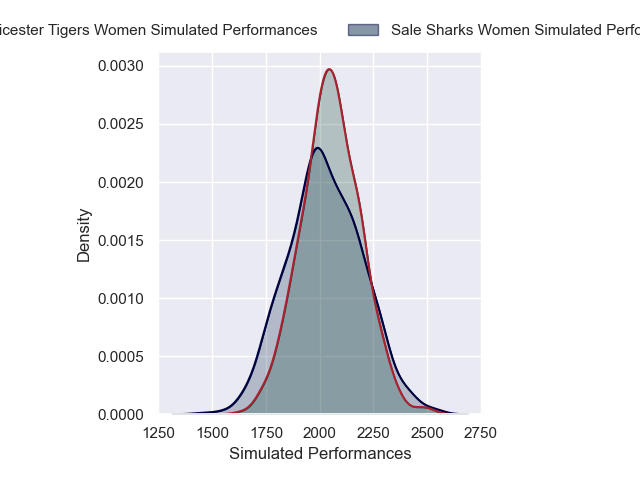 icester Tigers Women Simulated Performances
Sale Sharks Women Simulated Perfo
0.0030
0.0025
0.0020
0.0015
0.0010
0.0005
0.0000
Density
1250 1500 1750 2000 2250 2500 2750
Simulated Performances